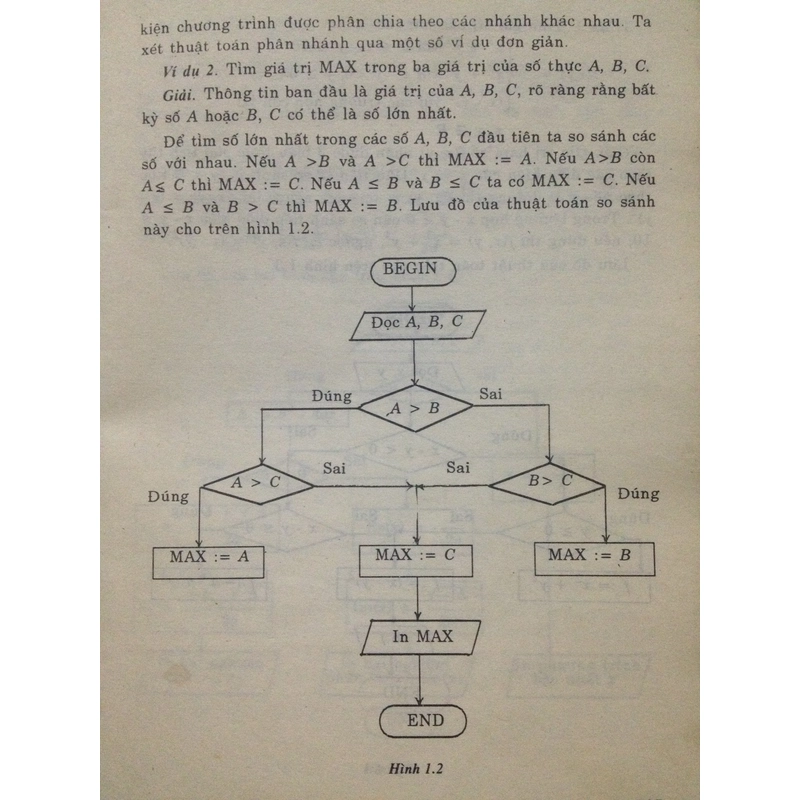 kiện chương trình được phân chia theo các nhánh khác nhau. Ta
xét thuật toán phân nhánh qua một số ví dụ đơn giản.
Ví dụ 2. Tìm giá trị MAX trong ba giá trị của số thực A, B, C.
Giải. Thông tin ban đầu là giá trị của A, B, C, rõ ràng rằng bất
kỳ số A hoặc B, C có thể là số lớn nhất.
Để tìm số lớn nhất trong các số A, B, C đầu tiên ta so sánh các
số với nhau. Nếu A >B và A >C thì MAX := A. Nếu A>B còn
A≤ C thì MAX := C. Nếu A ≤ B và B ≤ C ta có MAX := C. Nếu
A ≤ B và B > C thì MAX := B. Lưu đồ của thuật toán so sánh
này cho trên hình 1.2.
BEGIN
Đọc A, B, C
Đúng
A > B
Sai
A > C
Sai
Sai
B> C
Đúng
Đúng
MAX := A
MAX := C
MAX := B
In MAX
END
Hình 1.2